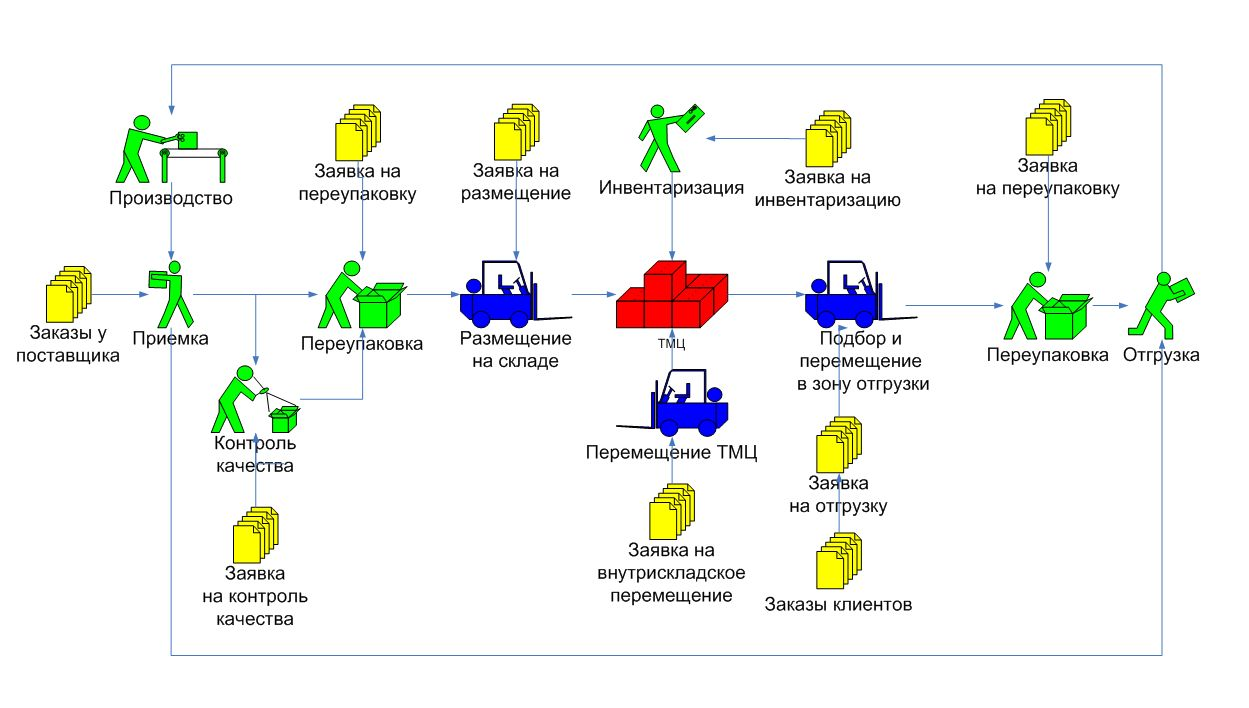 Производство
Заявка на
переупаковку
Заявка на
размещение
Инвентаризация
Заявка на
инвентаризацию
Заявка
на переупаковку
Заказы у
поставщика
Приемка
Переупаковка
Размещение
на складе
ТМЦ
Подбор и
перемещение
в зону отгрузки
Переупаковка
Отгрузка
Контроль
качества
Перемещение ТМЦ
Заявка
на отгрузку
Заявка
на контроль
качества
Заявка на
внутрискладское
перемещение
Заказы клиентов